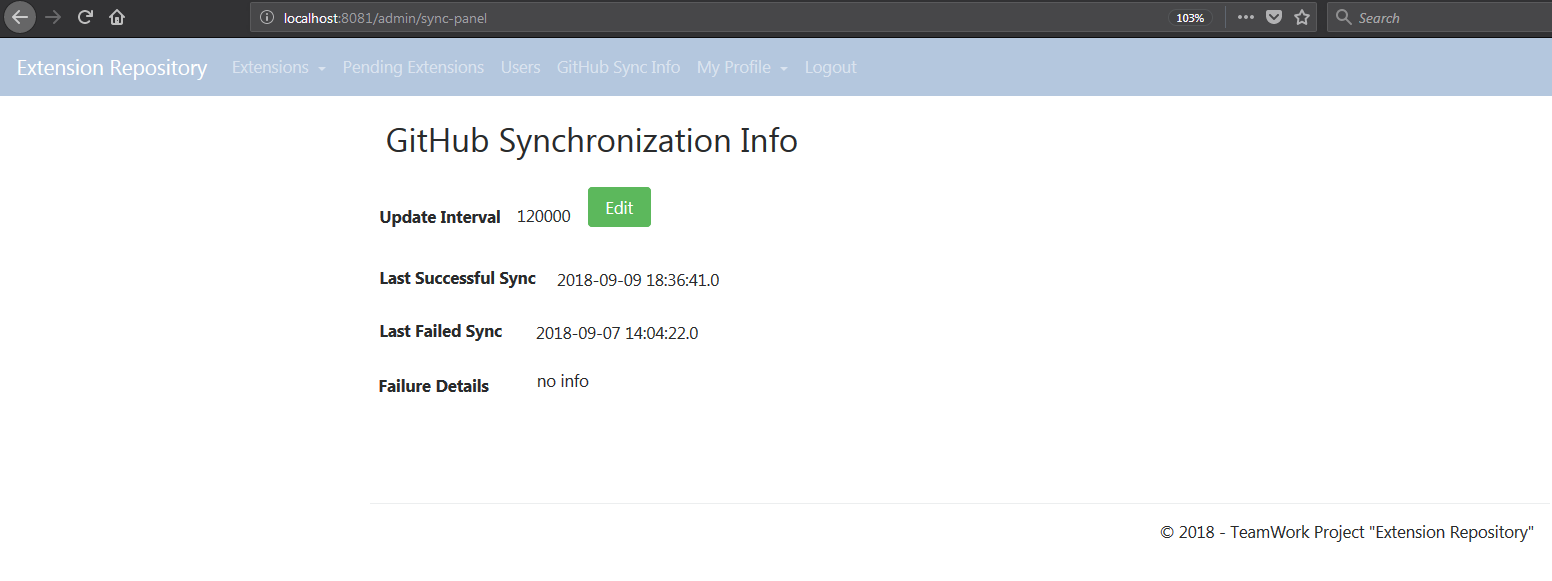 localhost:8081/admin/sync-panel 103% Search
Extension Repository Extensions Pending Extensions Users GitHub Sync Info My Profile Logout
GitHub Synchronization Info
Update Interval 120000 Edit
Last Successful Sync 2018-09-09 18:36:41.0
Last Failed Sync 2018-09-07 14:04:22.0
Failure Details no info
© 2018 - TeamWork Project "Extension Repository"